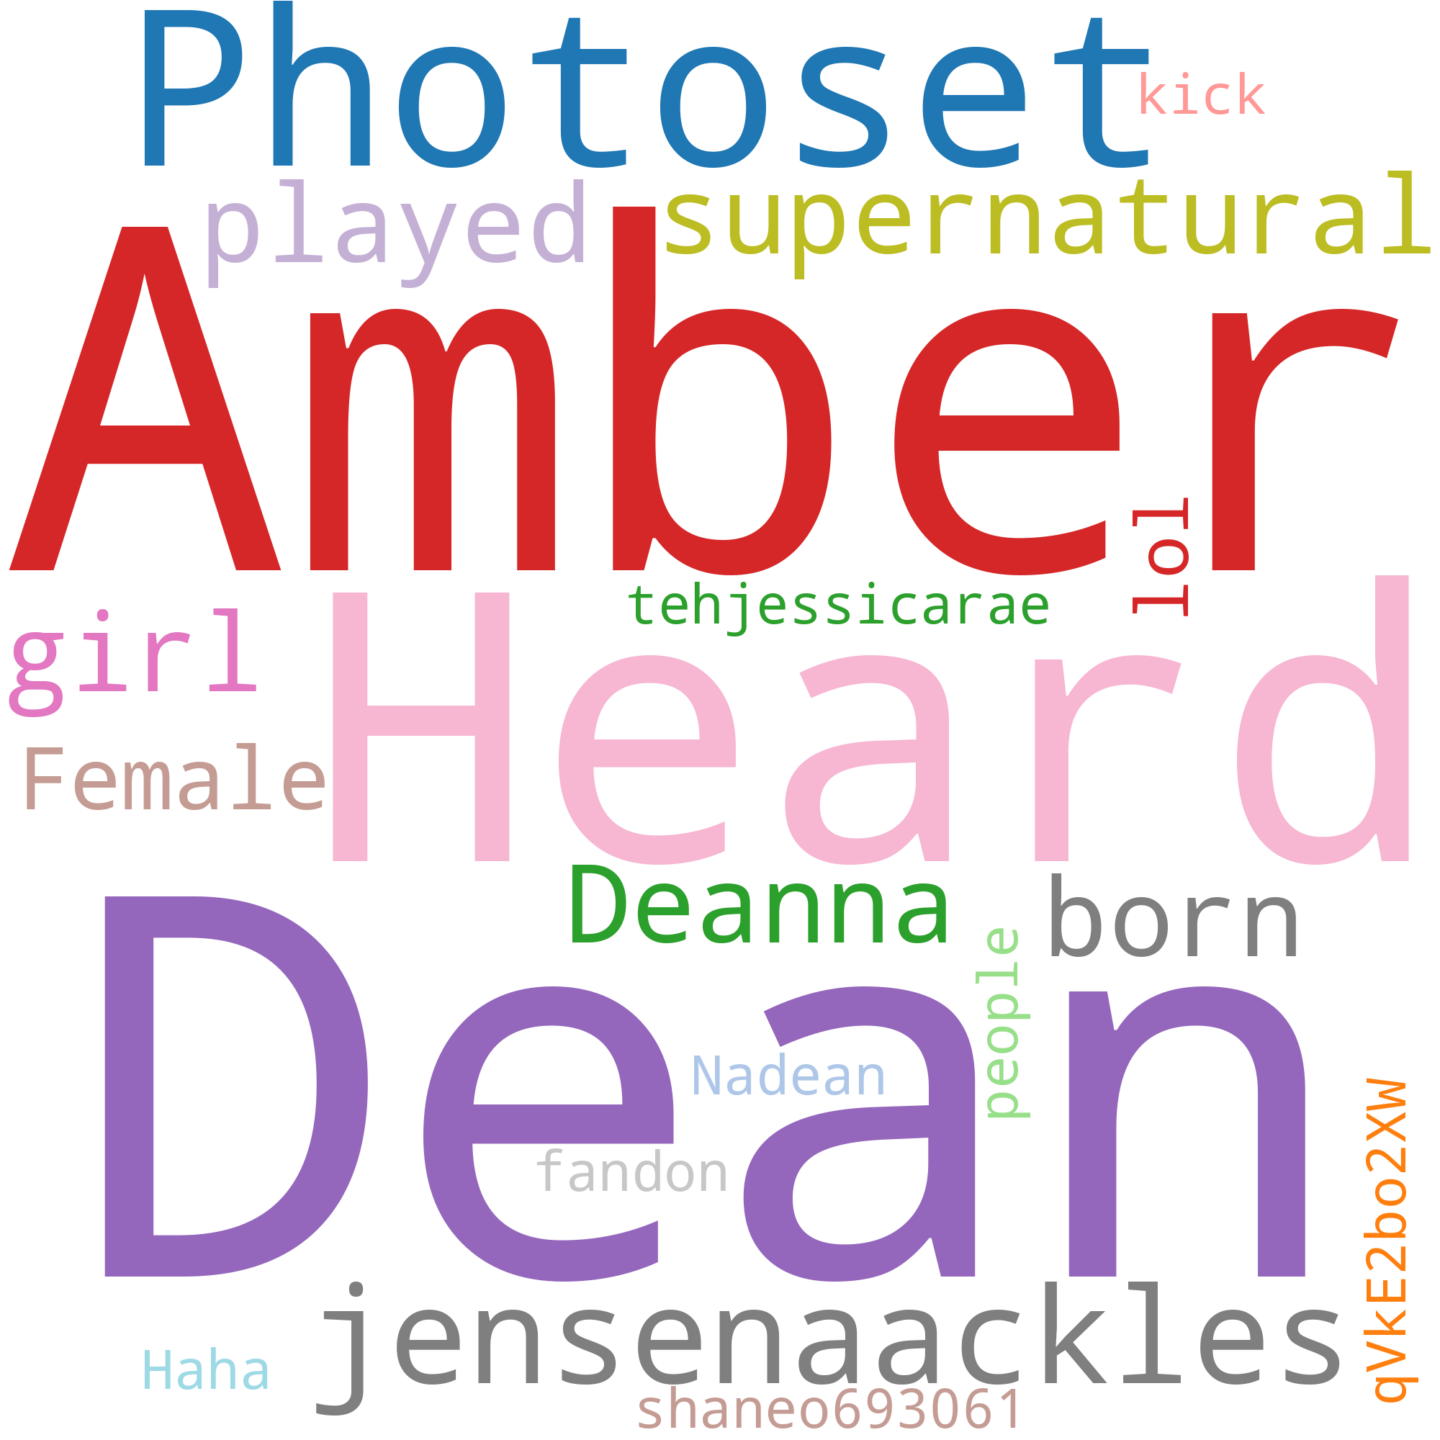 Photoset
kick
played
supernatural
Amber
lol
tehjessicarae
girl
Heard
Female
Deanna
born
people
Dean
Nadean
fandon
qVkE2bo2XW
jensenaackles
Haha
shaneo693061